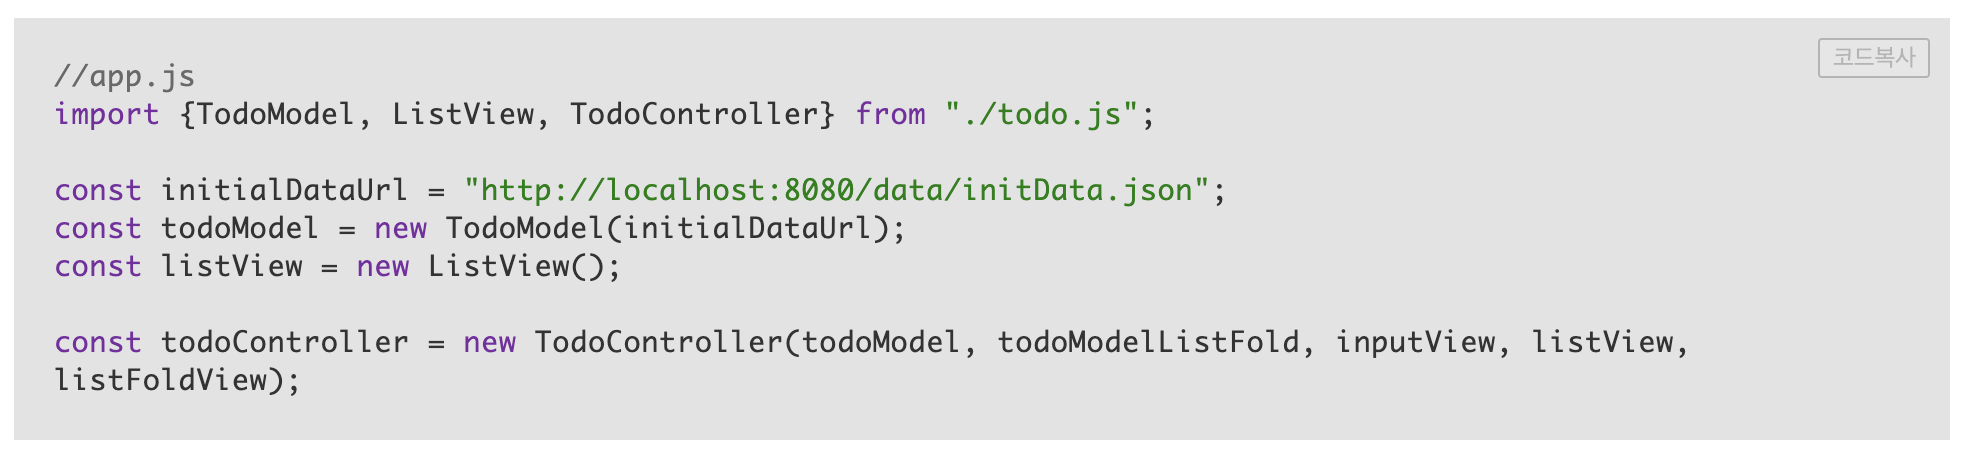 코드복사
//app.js
import {TodoModel, ListView, TodoController} from "./todo.js";
const initialDataUrl = "http://localhost:8080/data/initData.json";
const todoModel = new TodoModel(initialDataUrl);
const listView = new ListView();
const todoController = new TodoController(todoModel, todoModelListFold, inputView, listView,
listFoldView);